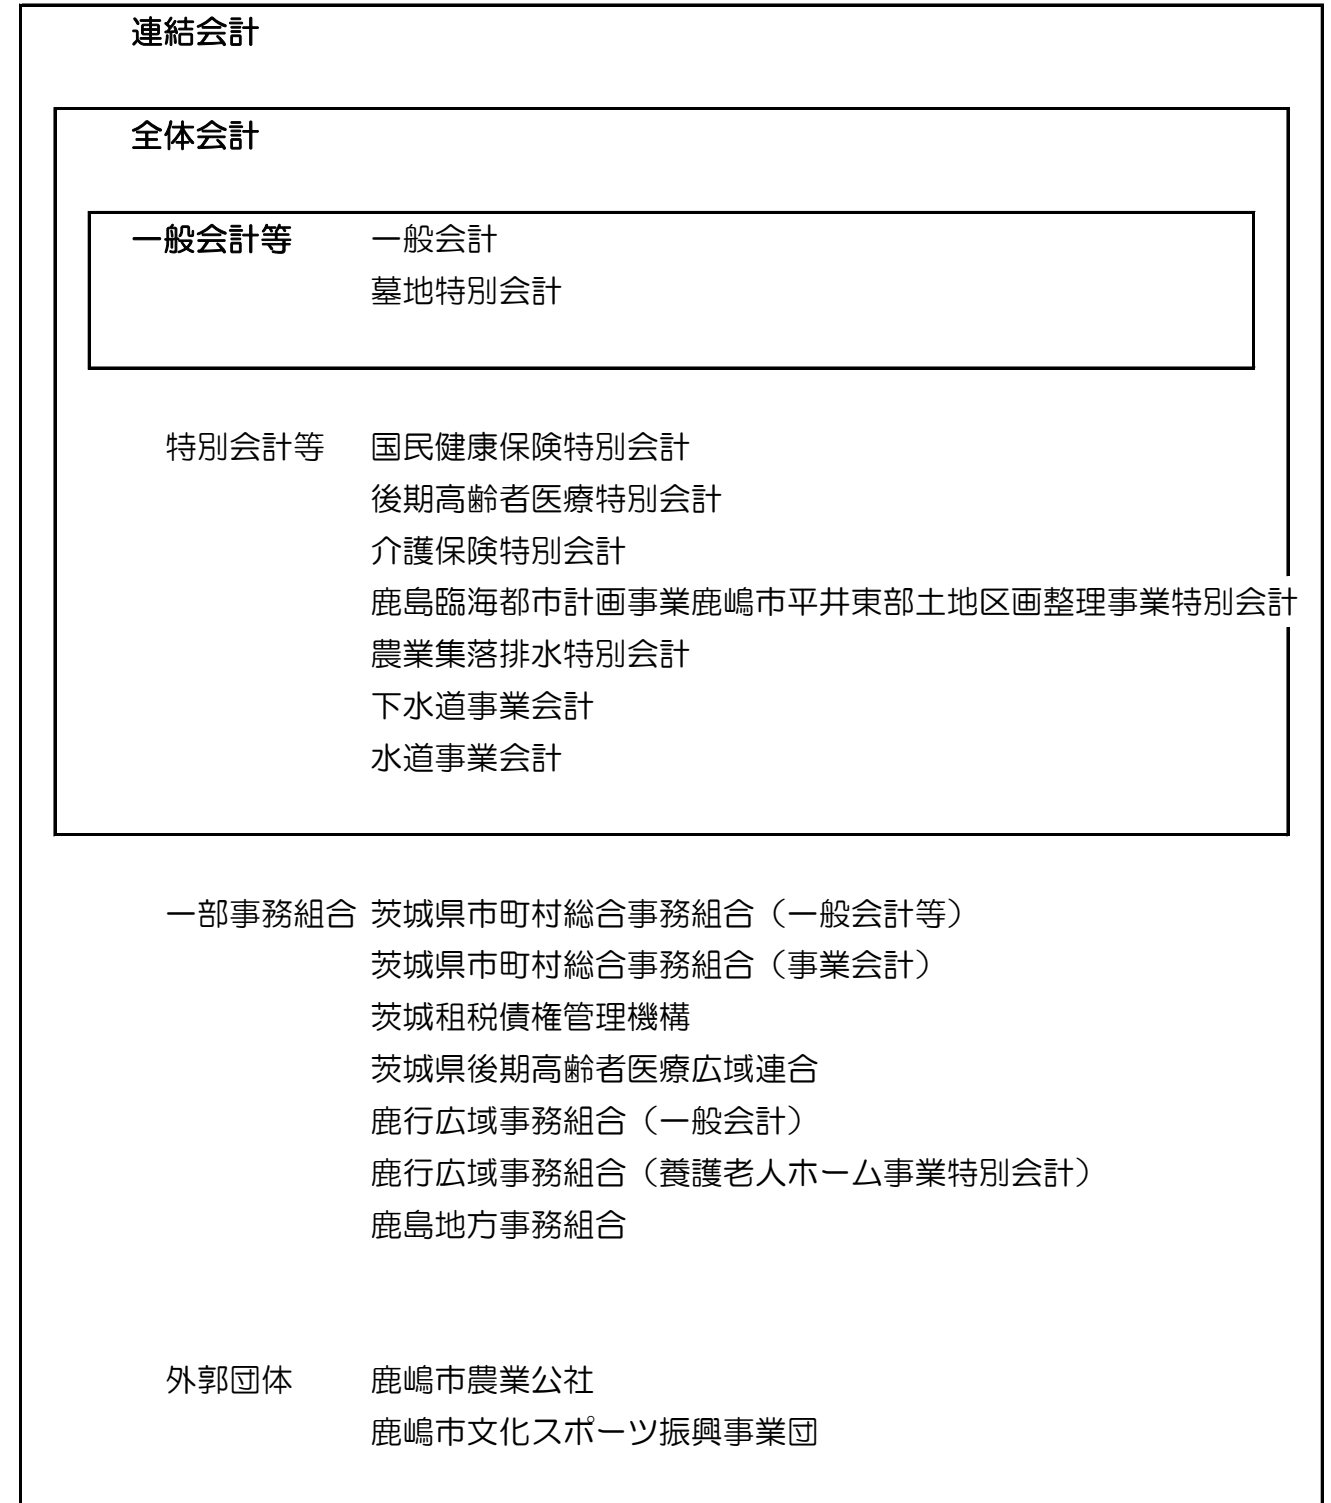 連結会計
全体会計
一般会計等 一般会計
墓地特別会計
特別会計等 国民健康保険特別会計
後期高齢者医療特別会計
介護保険特別会計
鹿島臨海都市計画事業鹿嶋市平井東部土地区画整理事業特別会計
農業集落排水特別会計
下水道事業会計
水道事業会計
一部事務組合 茨城県市町村総合事務組合（一般会計等）
茨城県市町村総合事務組合（事業会計）
茨城租税債権管理機構
茨城県後期高齢者医療広域連合
鹿行広域事務組合（一般会計）
鹿行広域事務組合（養護老人ホーム事業特別会計）
鹿島地方事務組合
外郭団体 鹿嶋市農業公社
鹿嶋市文化スポーツ振興事業団